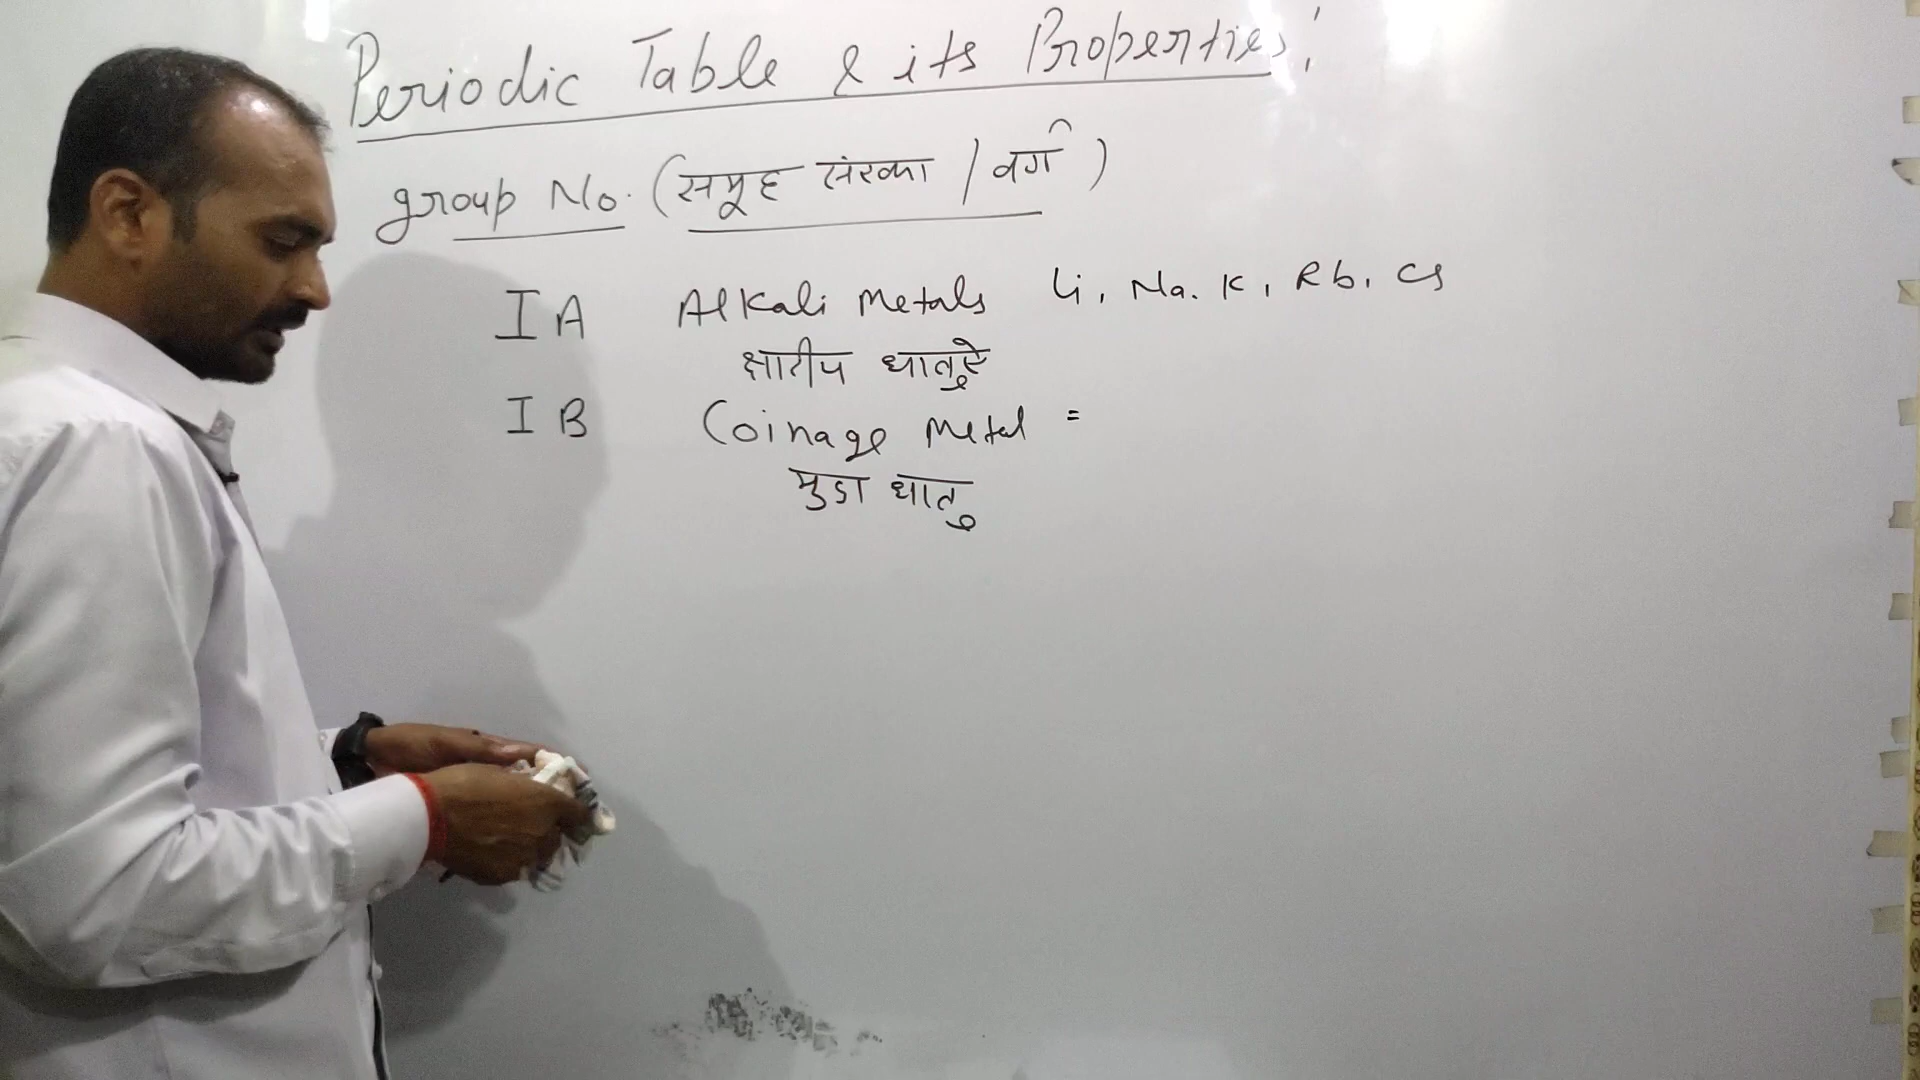 Periodic Table & its Properties:
group No. (समूह संख्या / वर्ग)
I A Alkali Metals Li, Na. K, Rb, Cs
क्षारीय धातुऐ
I B Coinage Metal =
मुद्रा धातु